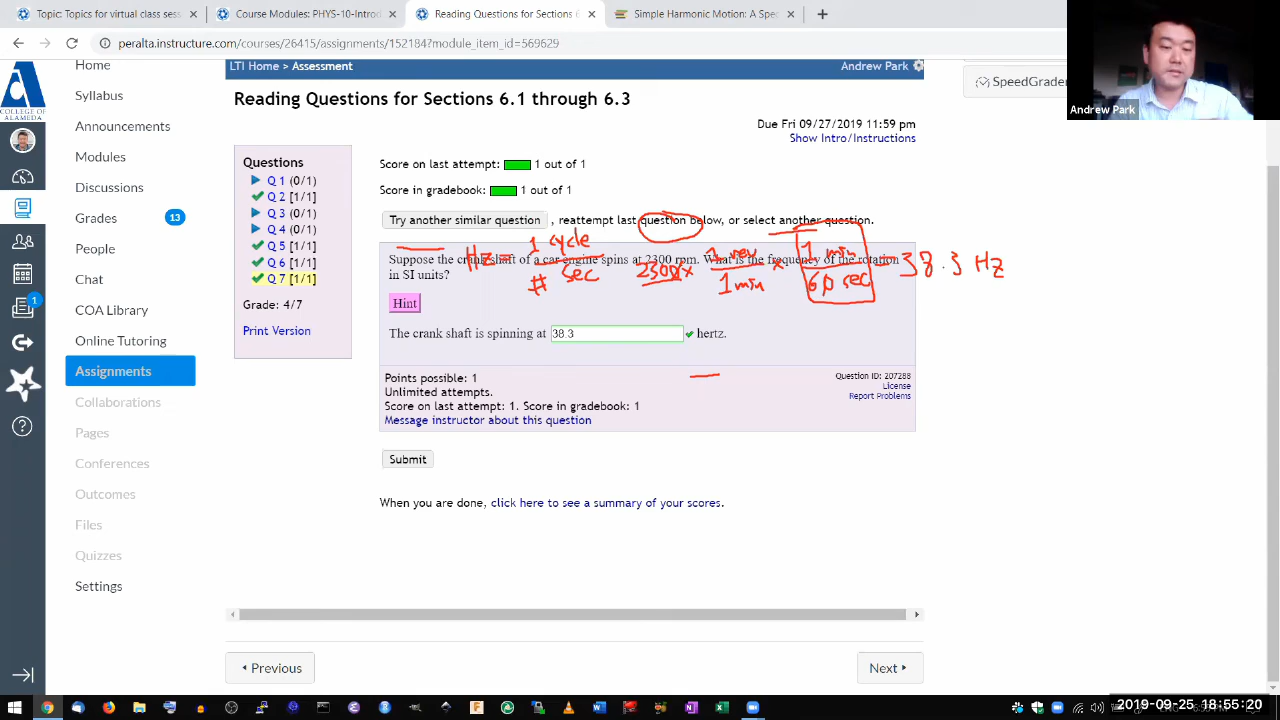 Topic: Topics for virtual class sess
Course Modules: PHYS-10-Introd
Reading Questions for Sections 6
Simple Harmonic Motion: A Spe
peralta.instructure.com/courses/26415/assignments/152184?module_item_id=569629
COLLEGE OF
ALAMEDA
Home
Syllabus
Announcements
Modules
Discussions
Grades 13
People
Chat
1
COA Library
Online Tutoring
Assignments
Collaborations
Pages
Conferences
Outcomes
Files
Quizzes
Settings
LTI Home > Assessment
Andrew Park
SpeedGrader
Andrew Park
Reading Questions for Sections 6.1 through 6.3
Due Fri 09/27/2019 11:59 pm
Show Intro/Instructions
Questions
Q 1 (0/1)
Q 2 [1/1]
Q 3 (0/1)
Q 4 (0/1)
Q 5 [1/1]
Q 6 [1/1]
Q 7 [1/1]
Grade: 4/7
Print Version
Score on last attempt: 1 out of 1
Score in gradebook: 1 out of 1
Try another similar question , reattempt last question below, or select another question.
Hz = 1 cycle / # sec 2300 x 1 rev / 1 min x 1 min / 60 sec = 38.3 Hz
Suppose the crank shaft of a car engine spins at 2300 rpm. What is the frequency of the rotation
in SI units?
Hint
The crank shaft is spinning at 38.3 hertz.
Points possible: 1
Unlimited attempts.
Score on last attempt: 1. Score in gradebook: 1
Message instructor about this question
Question ID: 207288
License
Report Problems
Submit
When you are done, click here to see a summary of your scores.
Previous
Next
2019-09-25 18:55:20